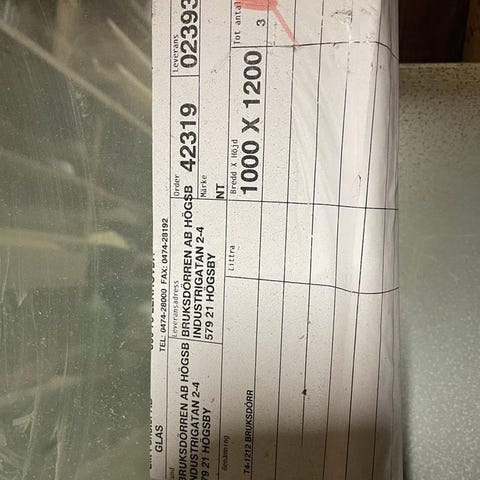 GLAS
TEL: 0474-28000 FAX: 0474-28192
Leveransadress
Order
Leverans
BRUKSDÖRREN AB HÖGSB
BRUKSDÖRREN AB HÖGSB
42319
02393
INDUSTRIGATAN 2-4
INDUSTRIGATAN 2-4
Märke
579 21 HÖGSBY
579 21 HÖGSBY
NT
Benämning
Littra
Bredd X Höjd
Tot antal
T4-1212 BRUKSDÖRR
1000 X 1200
3